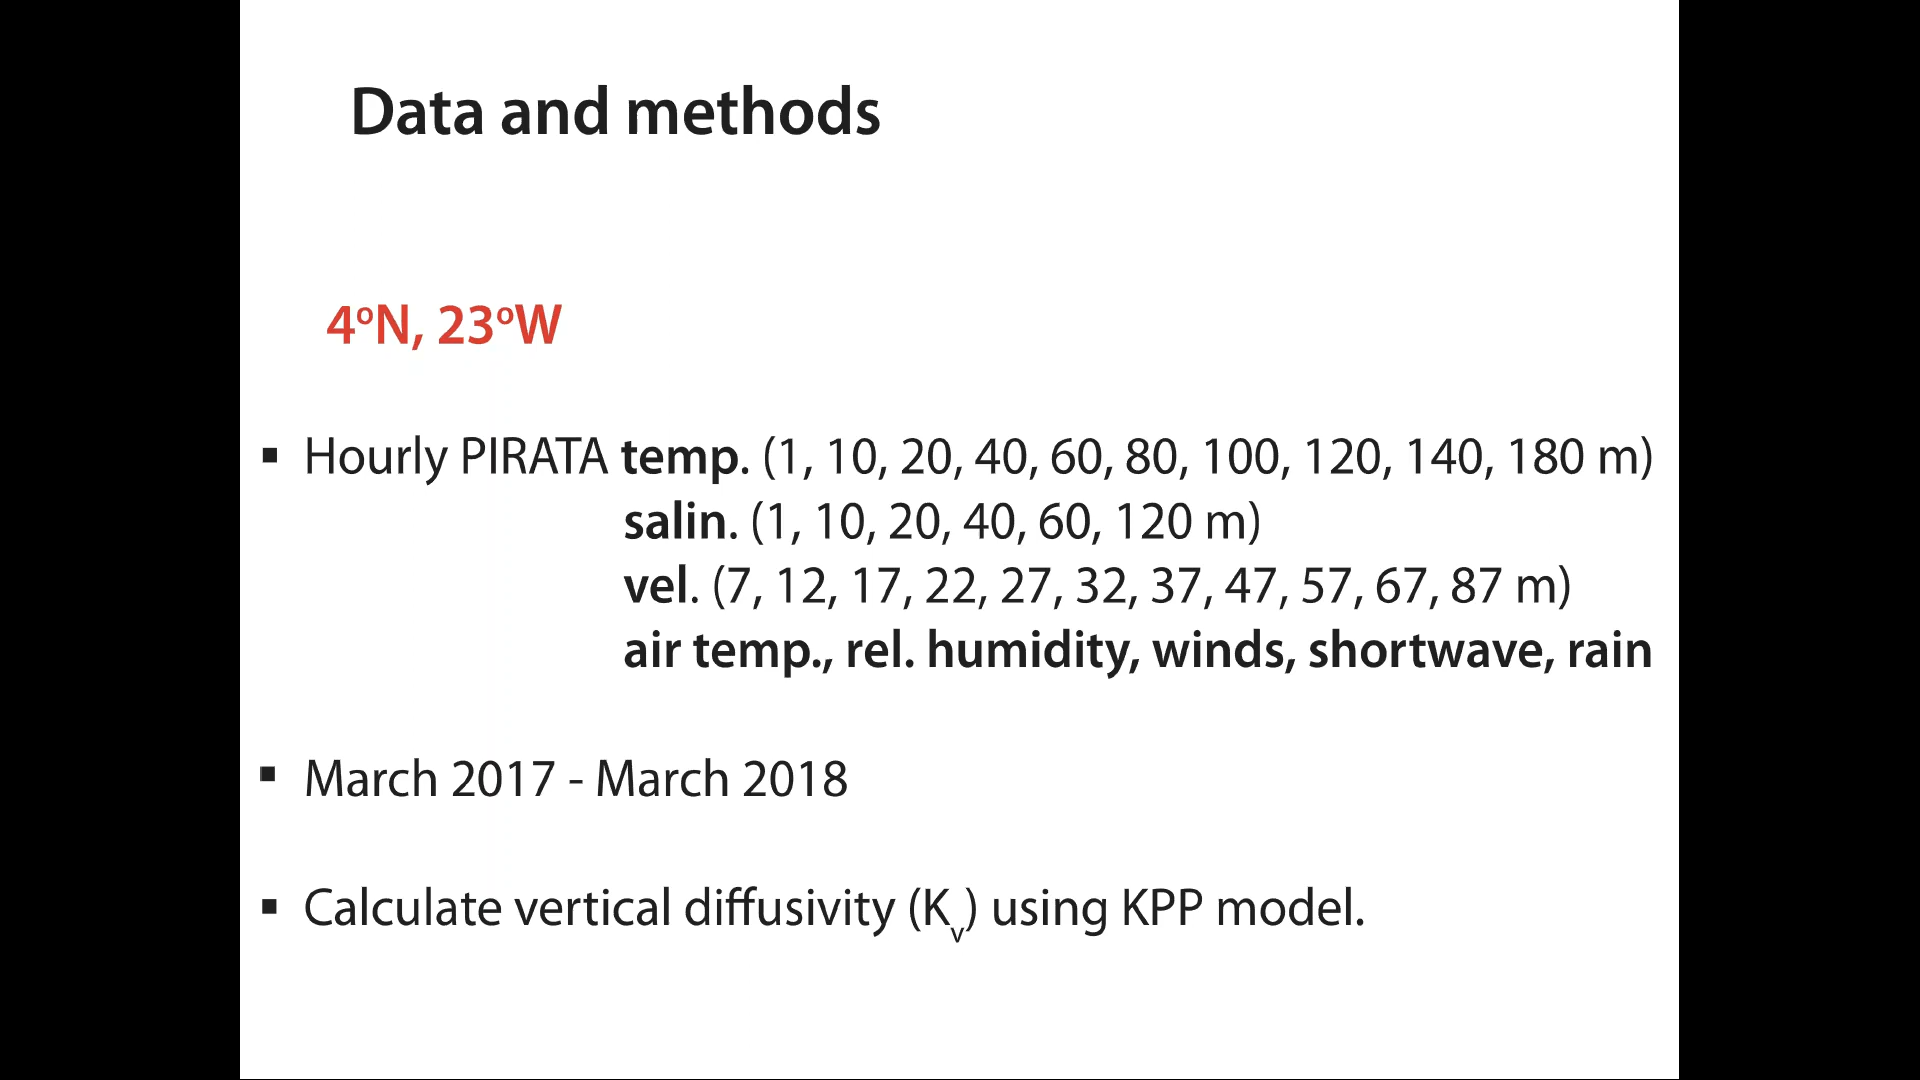 Data and methods
4ºN, 23ºW
▪ Hourly PIRATA temp. (1, 10, 20, 40, 60, 80, 100, 120, 140, 180 m)
salin. (1, 10, 20, 40, 60, 120 m)
vel. (7, 12, 17, 22, 27, 32, 37, 47, 57, 67, 87 m)
air temp., rel. humidity, winds, shortwave, rain
▪ March 2017 - March 2018
▪ Calculate vertical diffusivity (Kv) using KPP model.